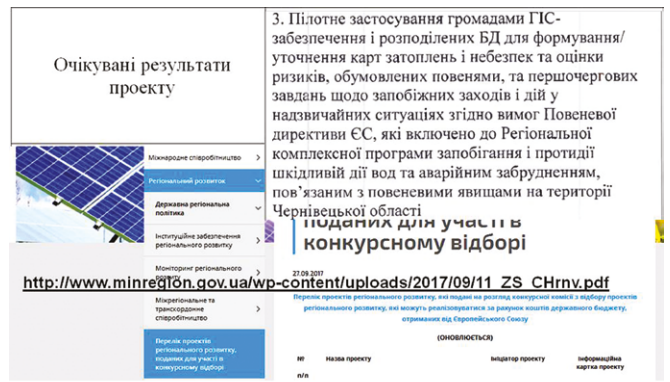 Очікувані результати
проекту
3. Пілотне застосування громадами ГІС-
забезпечення і розподілених БД для формування/
уточнення карт затоплень і небезпек та оцінки
ризиків, обумовлених повенями, та першочергових
завдань щодо запобіжних заходів і дій у
надзвичайних ситуаціях згідно вимог Повеневої
директиви ЄС, які включено до Регіональної
комплексної програми запобігання і протидії
шкідливій дії вод та аварійним забрудненням,
пов'язаним з повеневими явищами на території
Чернівецької області
Міжнародне співробітництво
Регіональний розвиток
Державна регіональна
політика
Інституційне забезпечення
регіонального розвитку
Моніторинг регіонального
розвитку
Міжрегіональне та
транскордонне
співробітництво
Перелік проектів
регіонального розвитку,
поданих для участі в
конкурсному відборі
поданих для участі в
конкурсному відборі
27.09.2017
http://www.minregion.gov.ua/wp-content/uploads/2017/09/11_ZS_CHrnv.pdf
Перелік проектів регіонального розвитку, які подані на розгляд конкурсної комісії з відбору проектів
регіонального розвитку, які можуть реалізовуватися за рахунок коштів державного бюджету,
отриманих від Європейського Союзу
(ОНОВЛЮЄТЬСЯ)
№ Назва проекту Ініціатор проекту Інформаційна
п/п картка проекту